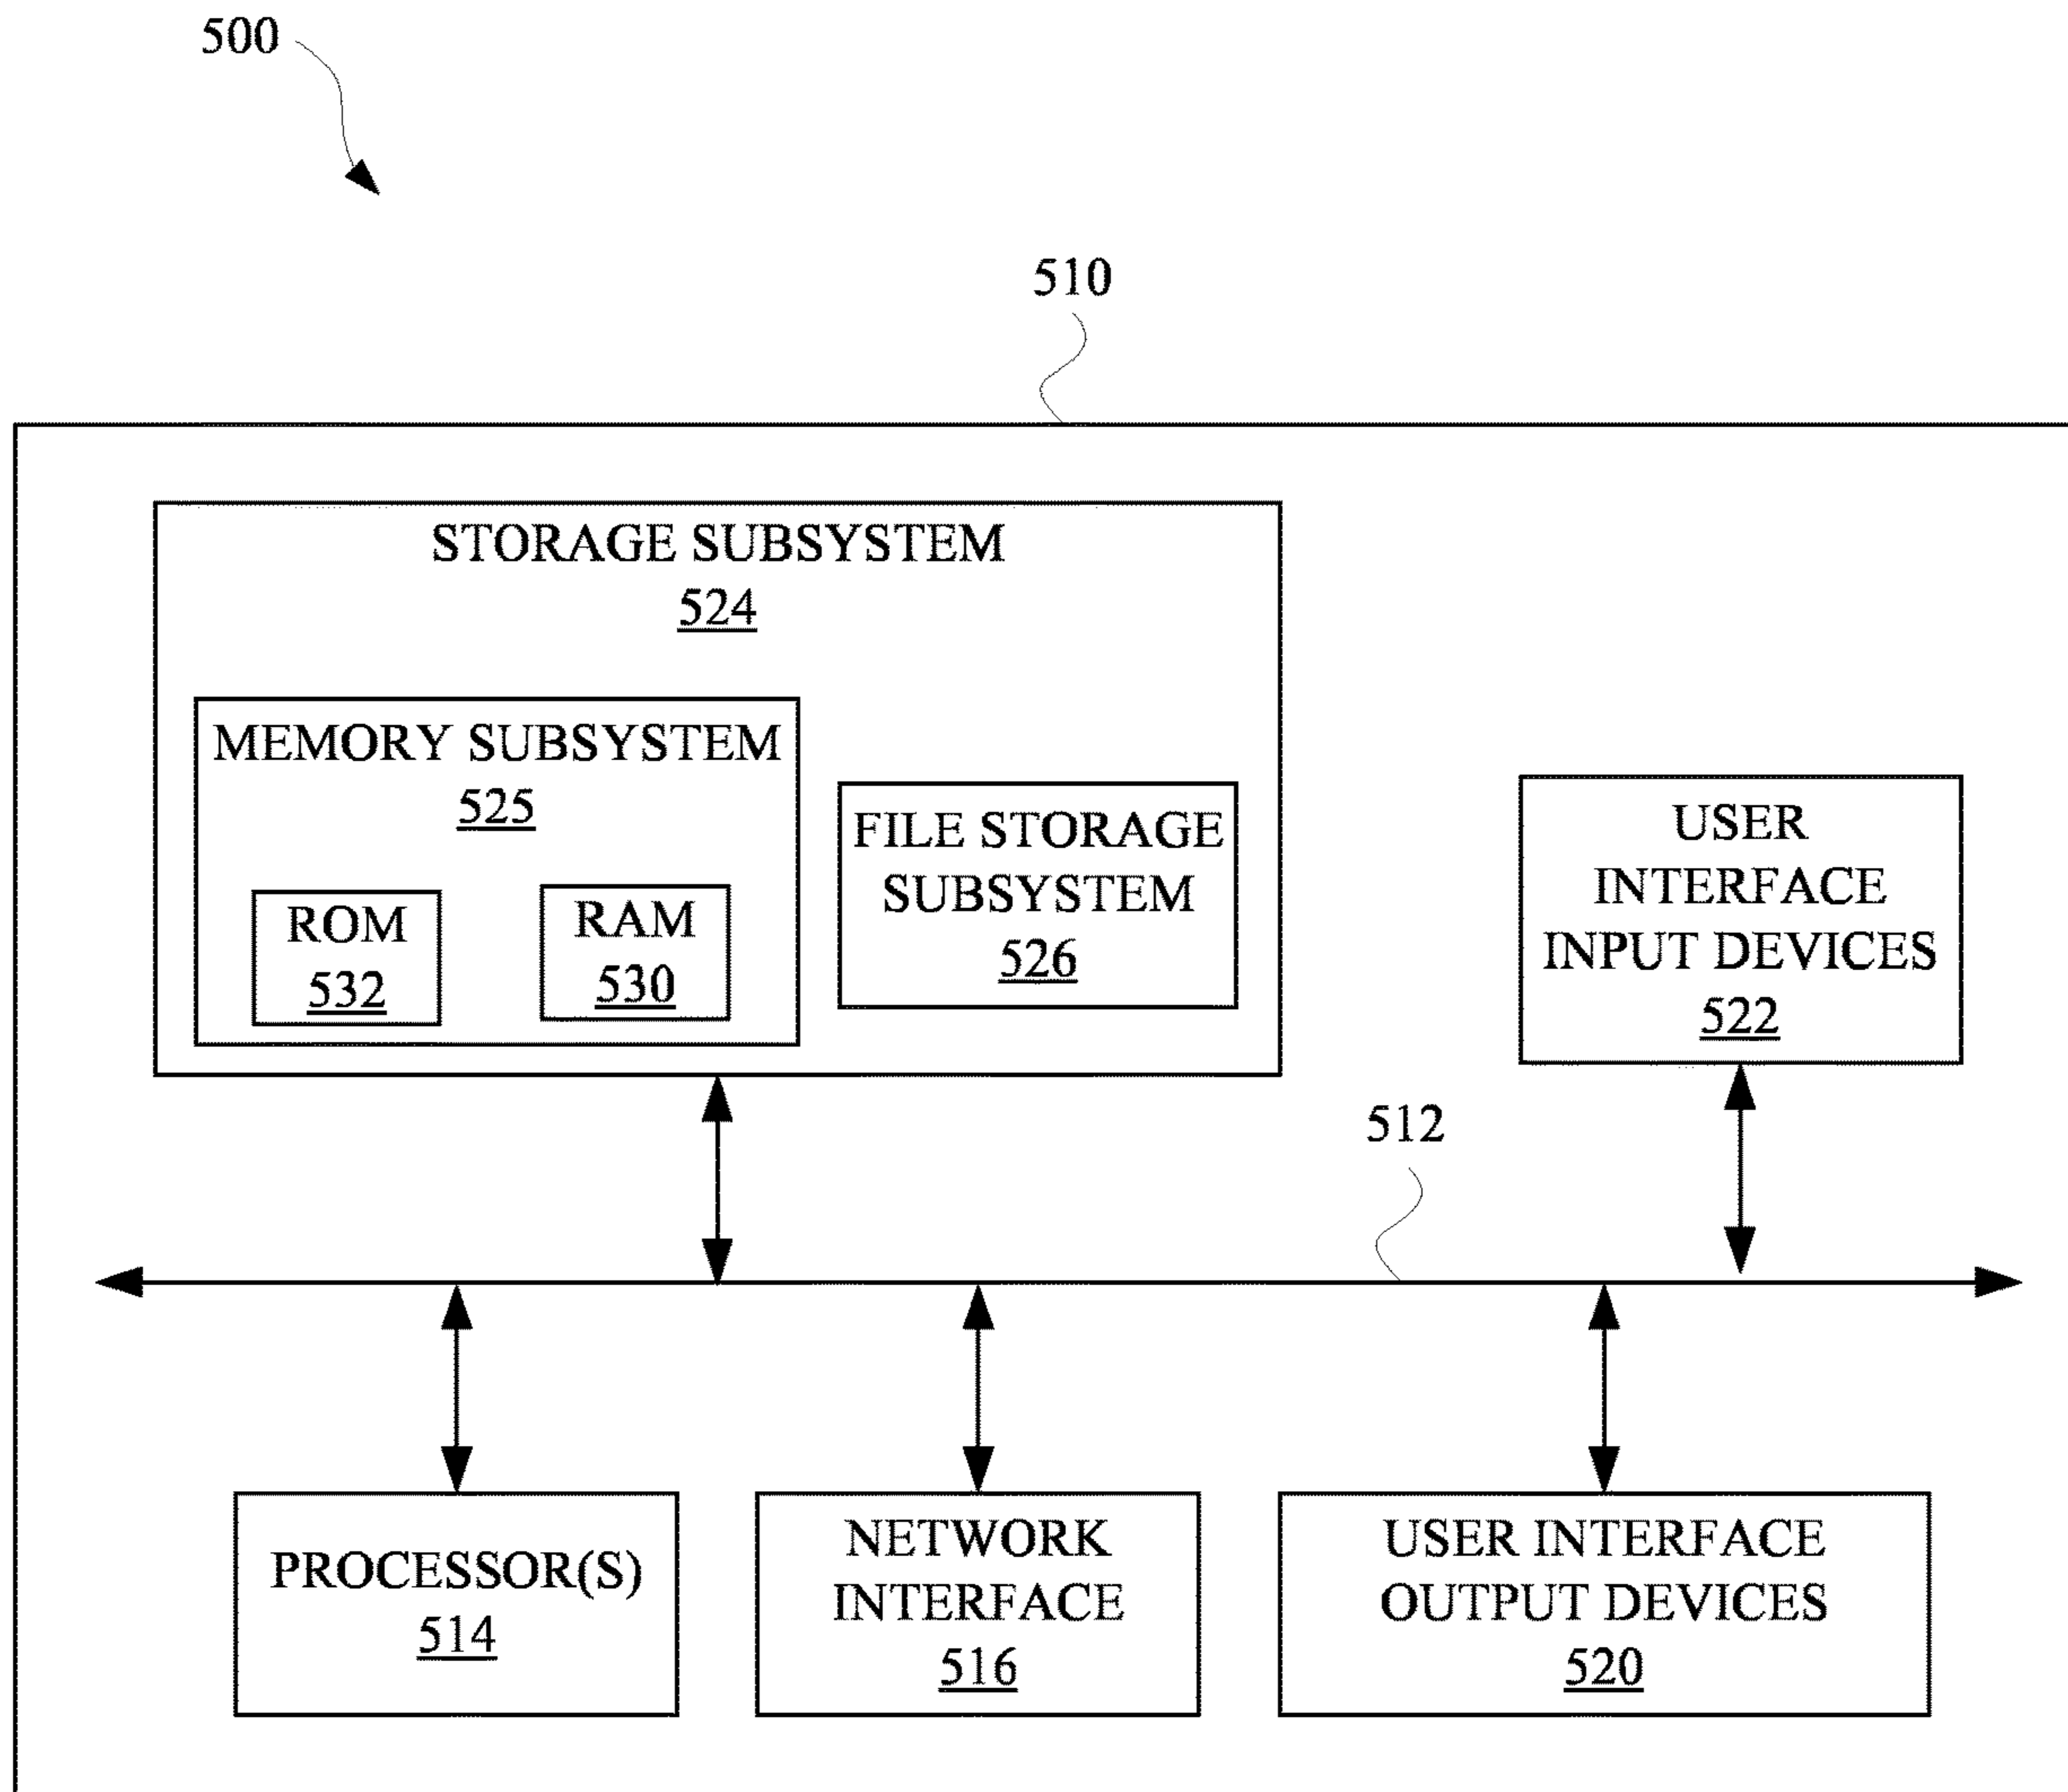 500
510
STORAGE SUBSYSTEM
524
MEMORY SUBSYSTEM
525
ROM
532
RAM
530
FILE STORAGE
SUBSYSTEM
526
USER
INTERFACE
INPUT DEVICES
522
512
PROCESSOR(S)
514
NETWORK
INTERFACE
516
USER INTERFACE
OUTPUT DEVICES
520